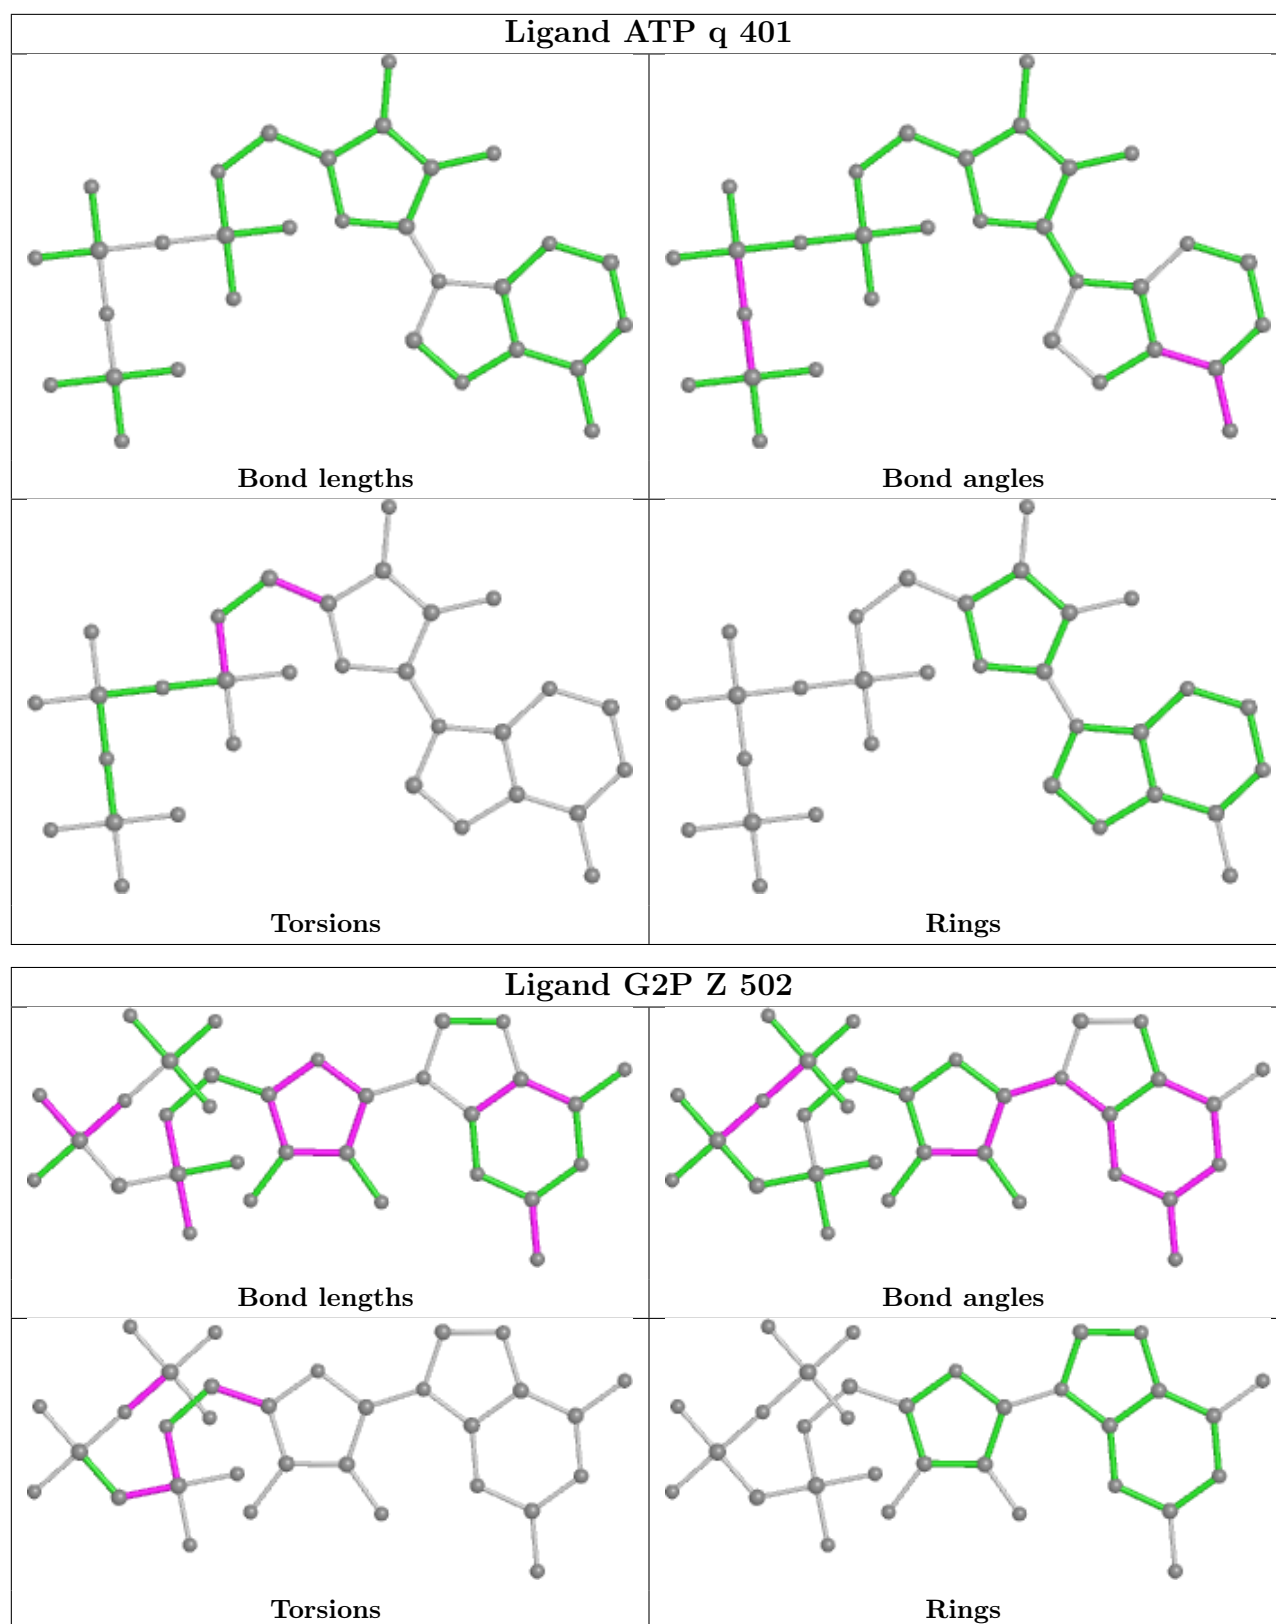 Ligand ATP q 401
Bond lengths
Bond angles
Torsions
Rings
Ligand G2P Z 502
Bond lengths
Bond angles
Torsions
Rings